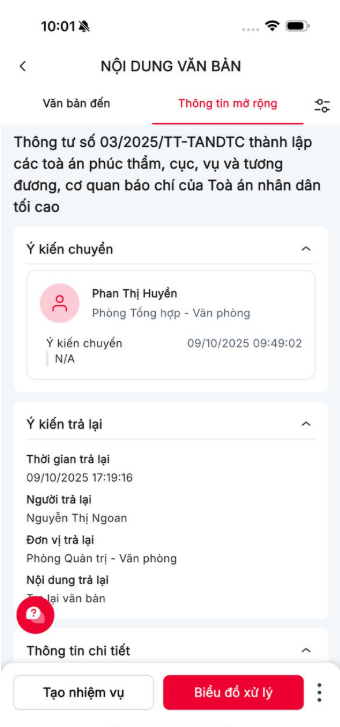 10:01
NỘI DUNG VĂN BẢN
Văn bản đến
Thông tin mở rộng
Thông tư số 03/2025/TT-TANDTC thành lập
các toà án phúc thẩm, cục, vụ và tương
đương, cơ quan báo chí của Toà án nhân dân
tối cao
Ý kiến chuyển
Phan Thị Huyền
Phòng Tổng hợp - Văn phòng
Ý kiến chuyển
09/10/2025 09:49:02
N/A
Ý kiến trả lại
Thời gian trả lại
09/10/2025 17:19:16
Người trả lại
Nguyễn Thị Ngoan
Đơn vị trả lại
Phòng Quản trị - Văn phòng
Nội dung trả lại
lại văn bản
Thông tin chi tiết
Tạo nhiệm vụ
Biểu đồ xử lý